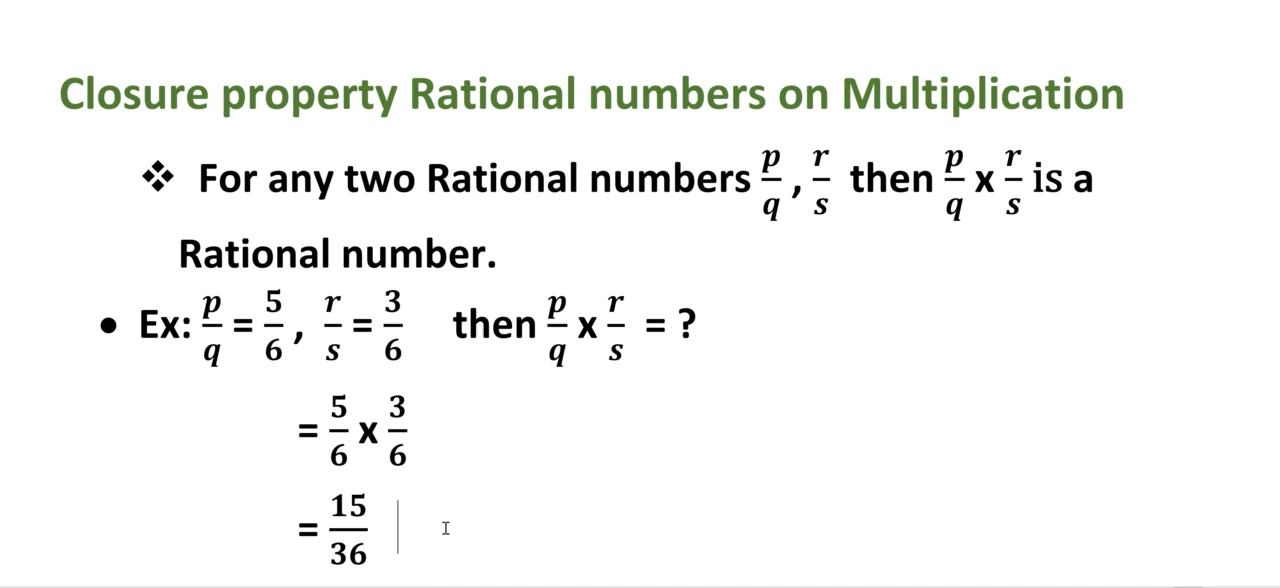 Closure property Rational numbers on Multiplication
❖ For any two Rational numbers p/q , r/s then p/q x r/s is a
Rational number.
• Ex: p/q = 5/6 , r/s = 3/6 then p/q x r/s = ?
= 5/6 x 3/6
= 15/36